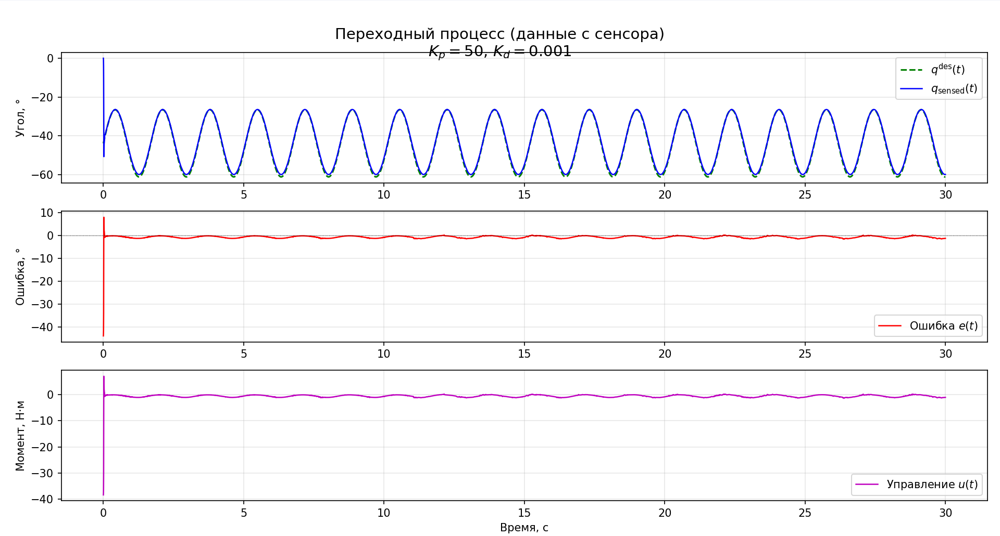 Переходный процесс (данные с сенсора)
K_p = 50, K_d = 0.001
Угол, °
0
−20
−40
−60
q^des(t)
q_sensed(t)
0 5 10 15 20 25 30
Ошибка, °
10
0
−10
−20
−30
−40
Ошибка e(t)
0 5 10 15 20 25 30
Момент, Н·м
0
−10
−20
−30
−40
Управление u(t)
0 5 10 15 20 25 30
Время, с